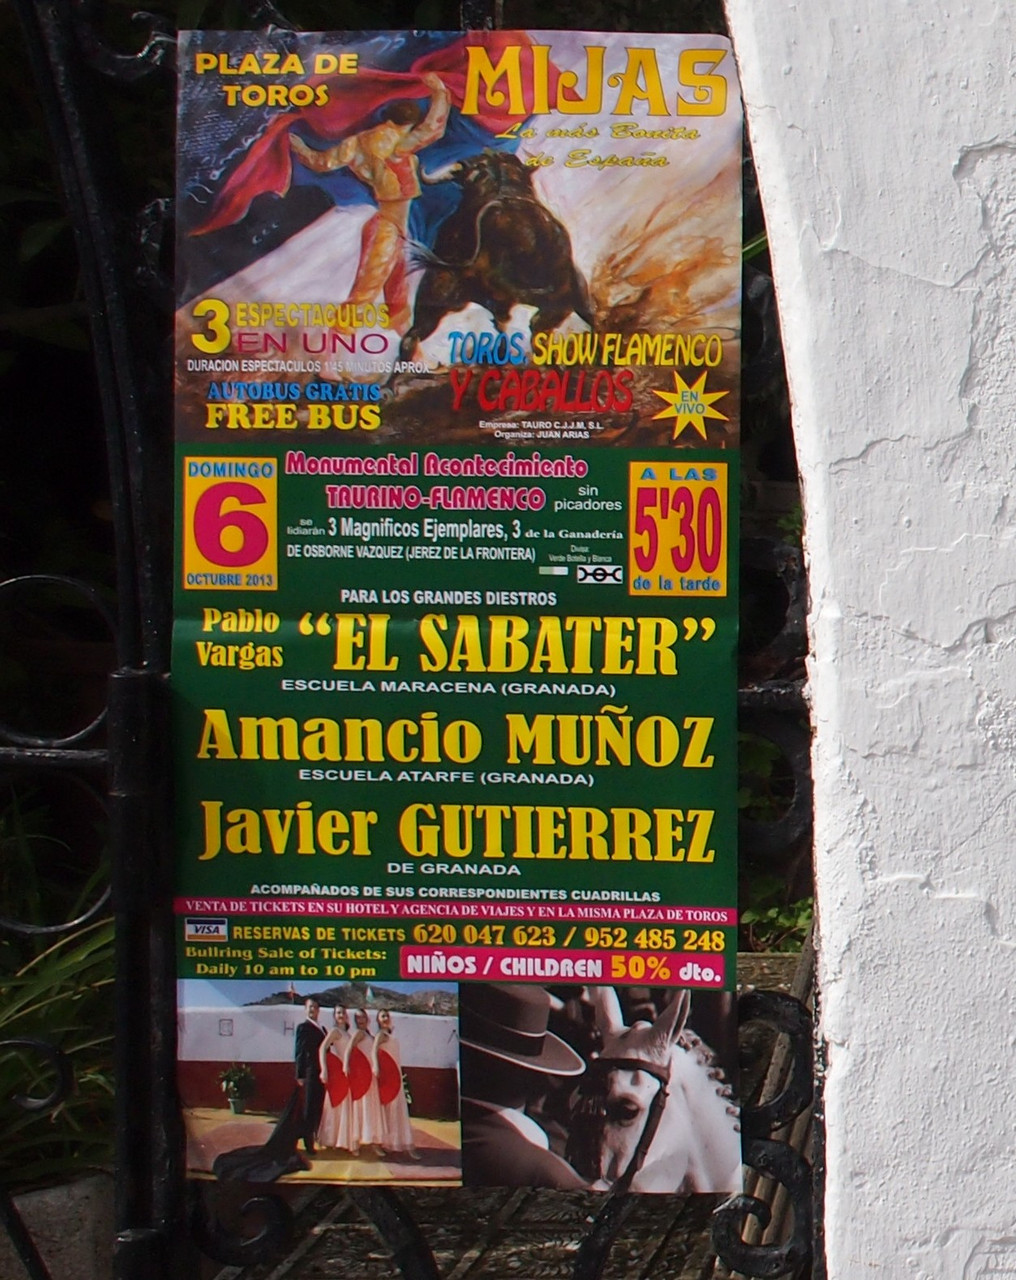 PLAZA DE
TOROS
MIJAS
La más Bonita
de España
3 ESPECTACULOS
EN UNO
DURACION ESPECTACULOS 1'45 MINUTOS APROX.
AUTOBUS GRATIS
FREE BUS
TOROS, SHOW FLAMENCO
Y CABALLOS
EN
VIVO
Empresa: TAURO C.J.J.M, S.L.
Organiza: JUAN ARIAS
DOMINGO
6
OCTUBRE 2013
Monumental Acontecimiento
TAURINO-FLAMENCO sin picadores
se lidiarán 3 Magnificos Ejemplares, 3 de la Ganadería
DE OSBORNE VAZQUEZ (JEREZ DE LA FRONTERA)
Divisa:
Verde Botella y Blanca
A LAS
5'30
de la tarde
PARA LOS GRANDES DIESTROS
Pablo Vargas “EL SABATER”
ESCUELA MARACENA (GRANADA)
Amancio MUÑOZ
ESCUELA ATARFE (GRANADA)
Javier GUTIERREZ
DE GRANADA
ACOMPAÑADOS DE SUS CORRESPONDIENTES CUADRILLAS
VENTA DE TICKETS EN SU HOTEL Y AGENCIA DE VIAJES Y EN LA MISMA PLAZA DE TOROS
VISA RESERVAS DE TICKETS 620 047 623 / 952 485 248
Bullring Sale of Tickets:
Daily 10 am to 10 pm
NIÑOS / CHILDREN 50% dto.